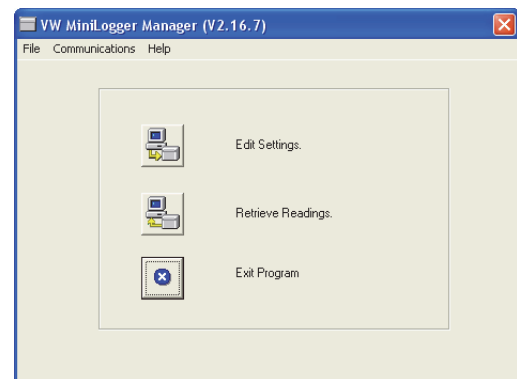 VW MiniLogger Manager (V2.16.7)
File Communications Help
Edit Settings.
Retrieve Readings.
Exit Program